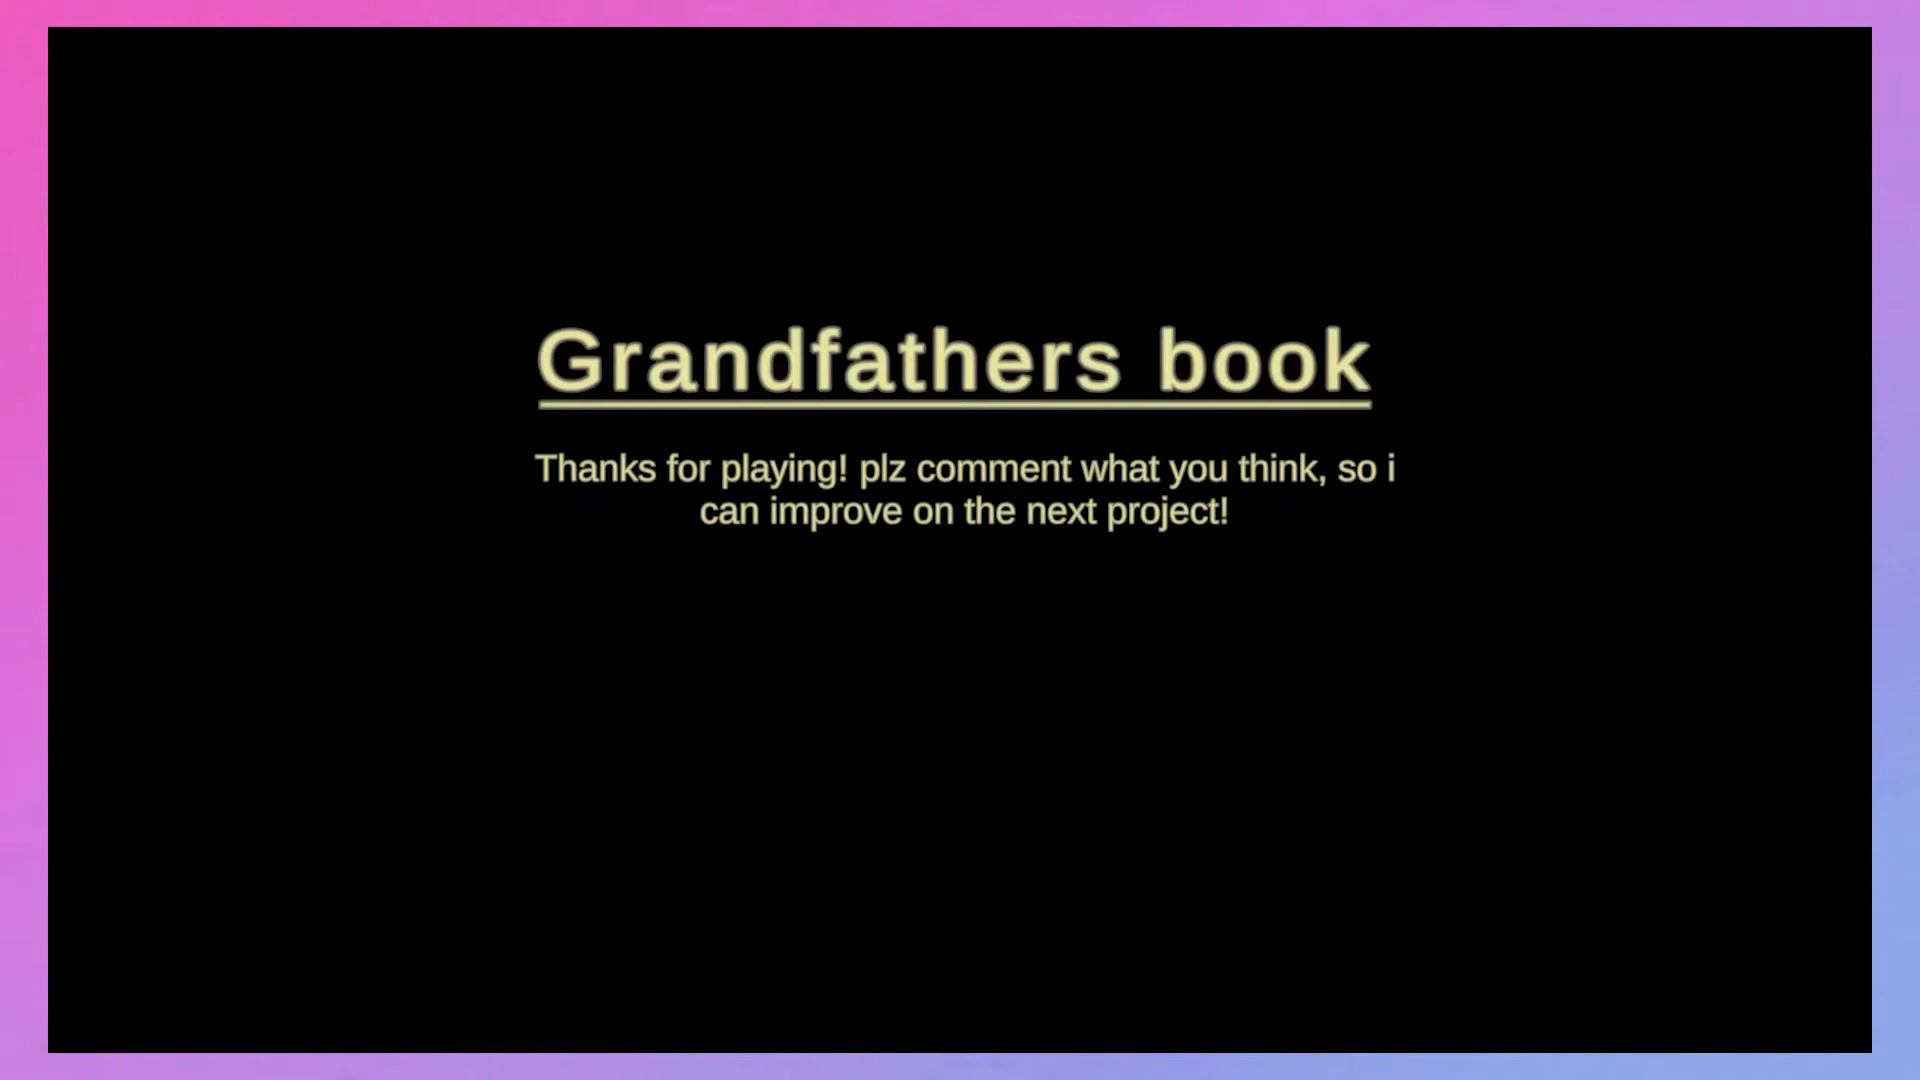 Grandfathers book
Thanks for playing! plz comment what you think, so i
can improve on the next project!